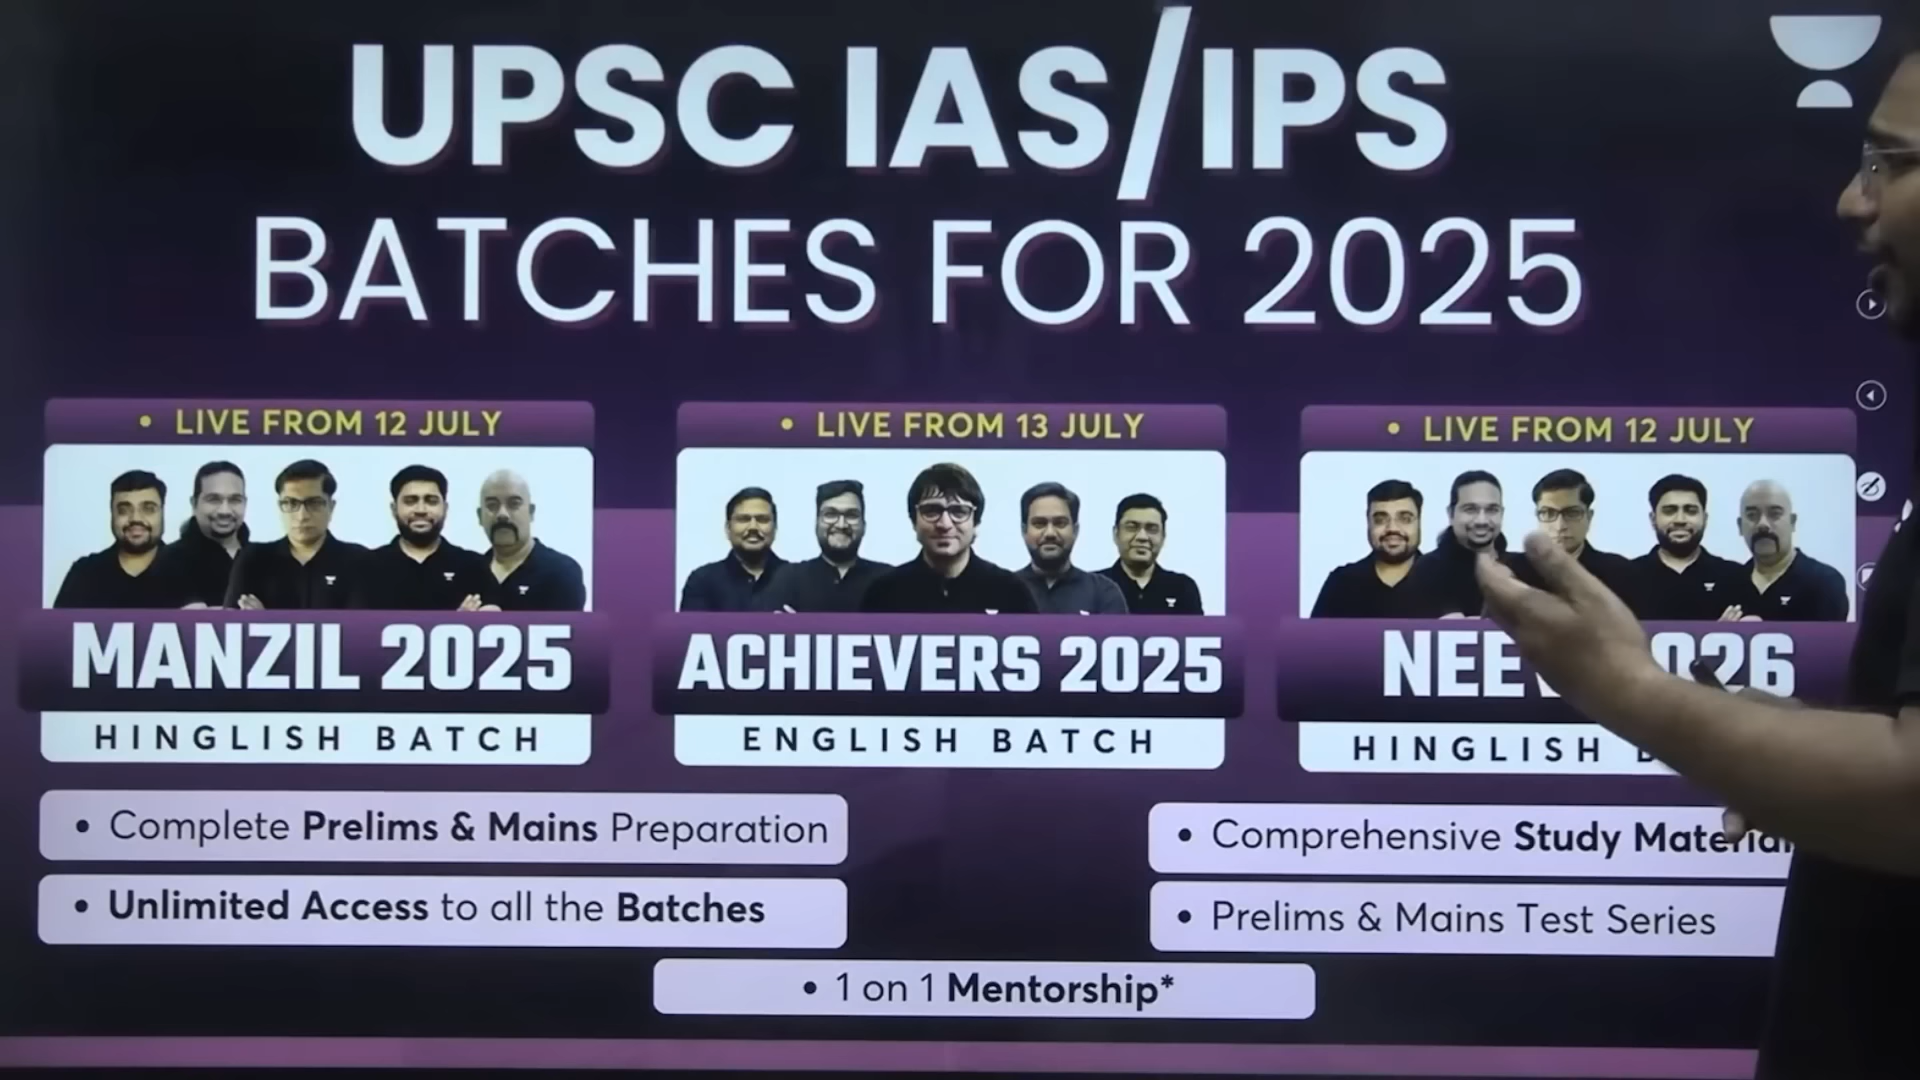 UPSC IAS/IPS
BATCHES FOR 2025
• LIVE FROM 12 JULY
• LIVE FROM 13 JULY
• LIVE FROM 12 JULY
MANZIL 2025
ACHIEVERS 2025
HINGLISH BATCH
ENGLISH BATCH
HINGLISH
• Complete Prelims & Mains Preparation
• Unlimited Access to all the Batches
• Comprehensive Study Material
• Prelims & Mains Test Series
• 1 on 1 Mentorship*